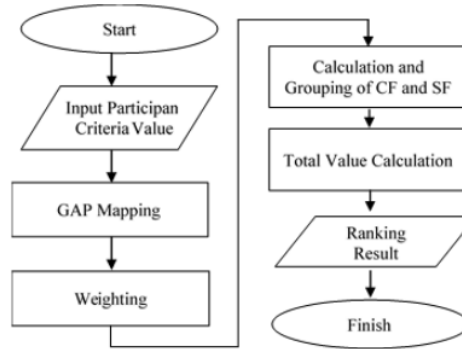 Start
Input Participan
Criteria Value
GAP Mapping
Weighting
Calculation and
Grouping of CF and SF
Total Value Calculation
Ranking
Result
Finish